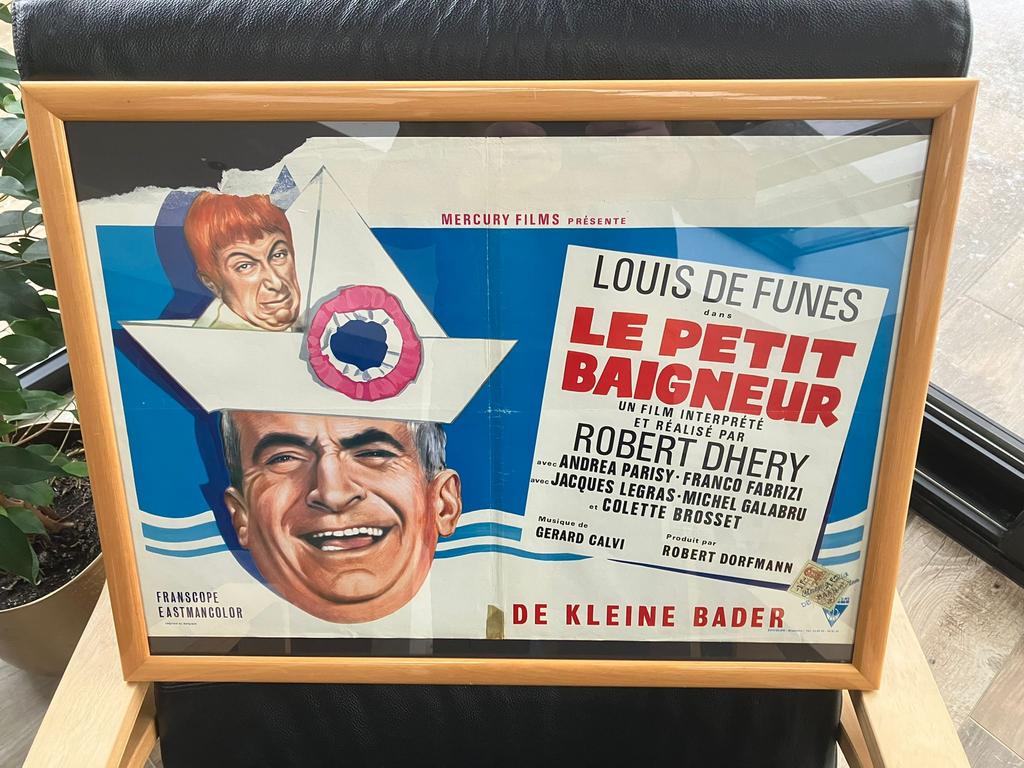 MERCURY FILMS PRÉSENTE
LOUIS DE FUNES
dans
LE PETIT
BAIGNEUR
UN FILM INTERPRÉTÉ
ET RÉALISÉ PAR
ROBERT DHERY
avec ANDREA PARISY · FRANCO FABRIZI
avec JACQUES LEGRAS · MICHEL GALABRU
et COLETTE BROSSET
Musique de
GERARD CALVI
Produit par
ROBERT DORFMANN
FRANSCOPE
EASTMANCOLOR
DE KLEINE BADER